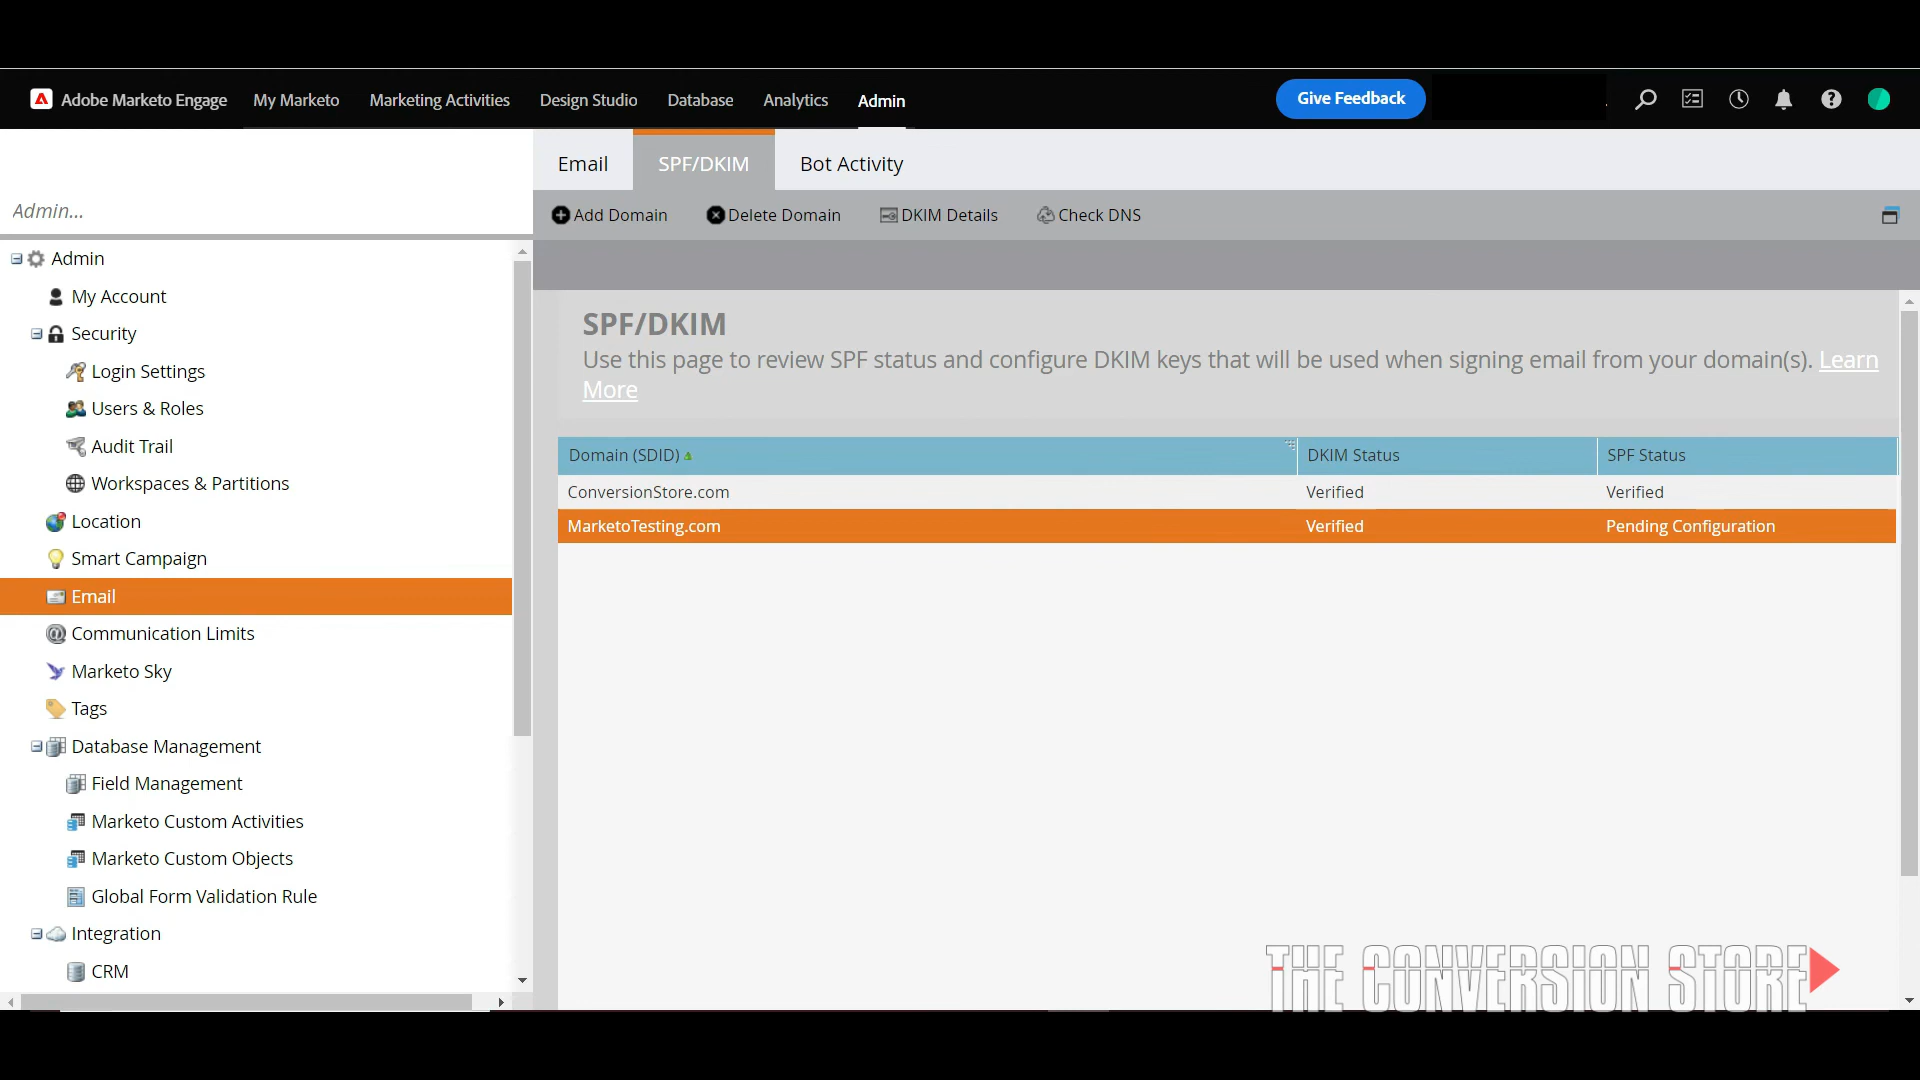 Adobe Marketo Engage
My Marketo
Marketing Activities
Design Studio
Database
Analytics
Admin
Give Feedback
Email
SPF/DKIM
Bot Activity
Admin...
Add Domain
Delete Domain
DKIM Details
Check DNS
Admin
My Account
Security
Login Settings
Users & Roles
Audit Trail
Workspaces & Partitions
Location
Smart Campaign
Email
Communication Limits
Marketo Sky
Tags
Database Management
Field Management
Marketo Custom Activities
Marketo Custom Objects
Global Form Validation Rule
Integration
CRM
SPF/DKIM
Use this page to review SPF status and configure DKIM keys that will be used when signing email from your domain(s). Learn
More
Domain (SDID)
DKIM Status
SPF Status
ConversionStore.com
Verified
Verified
MarketoTesting.com
Verified
Pending Configuration
THE CONVERSION STORE